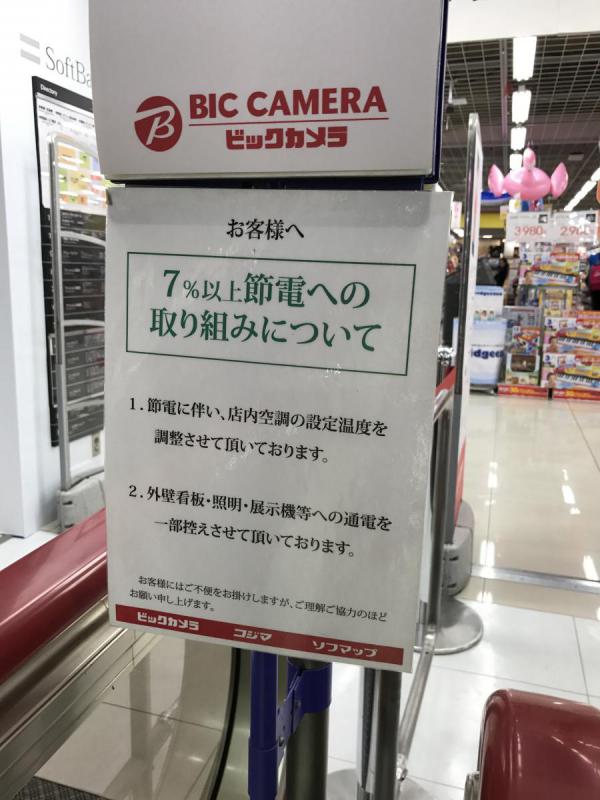 SoftBa
Directory
BIC CAMERA
ビックカメラ
お客様へ
7%以上節電への
取り組みについて
1.節電に伴い、店内空調の設定温度を
調整させて頂いております。
2.外壁看板・照明・展示機等への通電を
一部控えさせて頂いております。
お客様にはご不便をお掛けしますが、ご理解ご協力のほど
お願い申し上げます。
ビックカメラ コジマ ソフマップ
3980